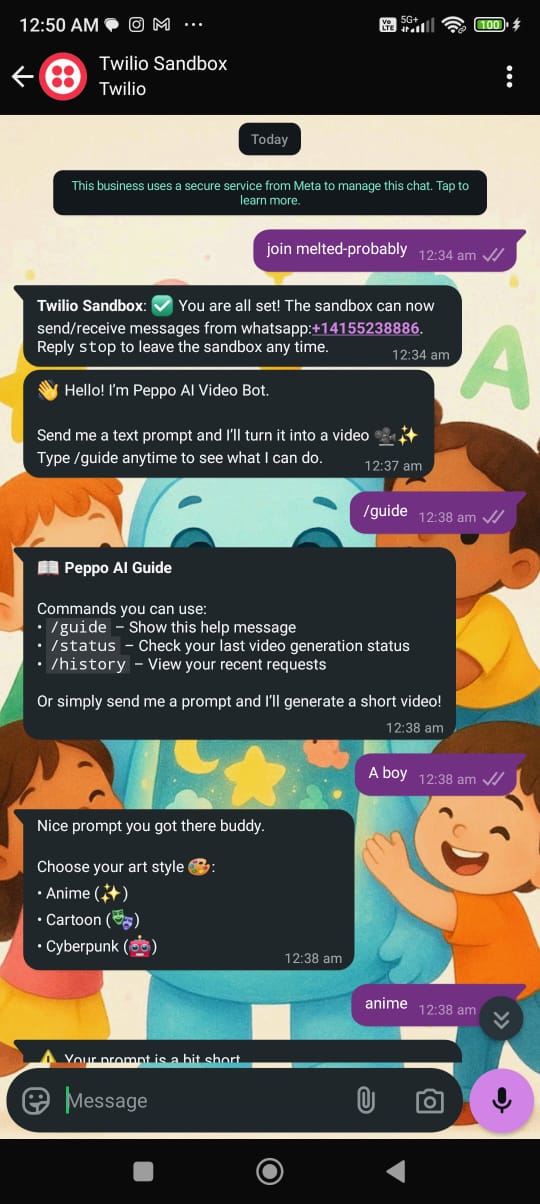 12:50 AM
VoLTE 5G+ 100
Twilio Sandbox
Twilio
Today
This business uses a secure service from Meta to manage this chat. Tap to
learn more.
join melted-probably 12:34 am
Twilio Sandbox: ✅ You are all set! The sandbox can now
send/receive messages from whatsapp:+14155238886.
Reply stop to leave the sandbox any time. 12:34 am
👋 Hello! I’m Peppo AI Video Bot.
Send me a text prompt and I’ll turn it into a video 🎥✨
Type /guide anytime to see what I can do. 12:37 am
A
/guide 12:38 am
📖 Peppo AI Guide
Commands you can use:
• /guide – Show this help message
• /status – Check your last video generation status
• /history – View your recent requests
Or simply send me a prompt and I’ll generate a short video!
12:38 am
A boy 12:38 am
Nice prompt you got there buddy.
Choose your art style 🎨:
• Anime (✨)
• Cartoon (🎭)
• Cyberpunk (🤖)
12:38 am
anime 12:38 am
⚠️ Your prompt is a bit short
Message